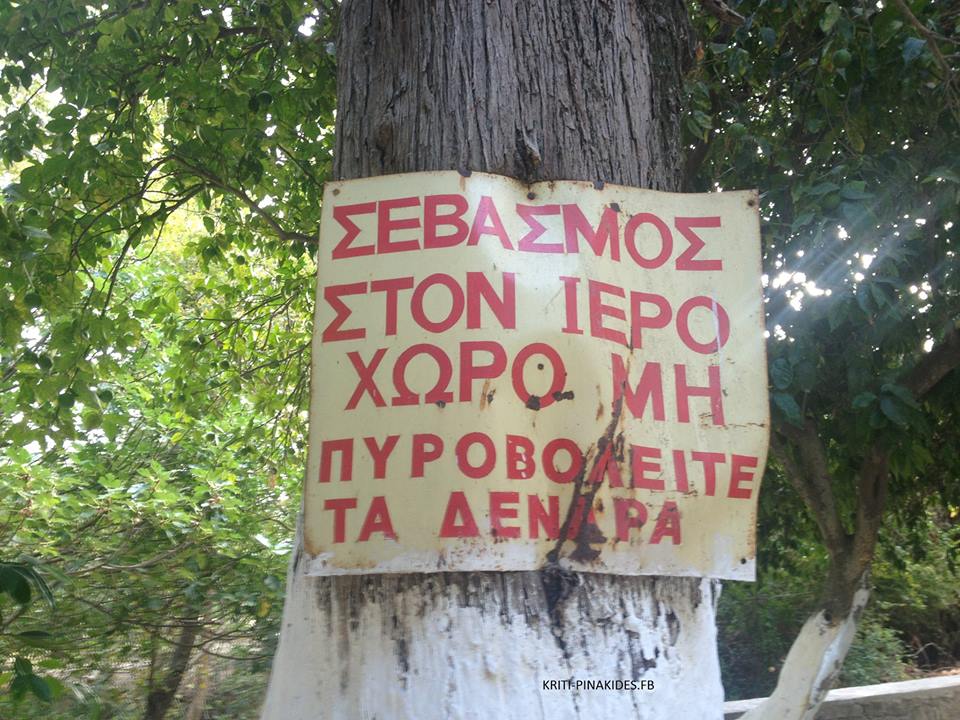 ΣΕΒΑΣΜΟΣ
ΣΤΟΝ ΙΕΡΟ
ΧΩΡΟ ΜΗ
ΠΥΡΟΒΟΛΕΙΤΕ
ΤΑ ΔΕΝΔΡΑ
KRITI-PINAKIDES.FB